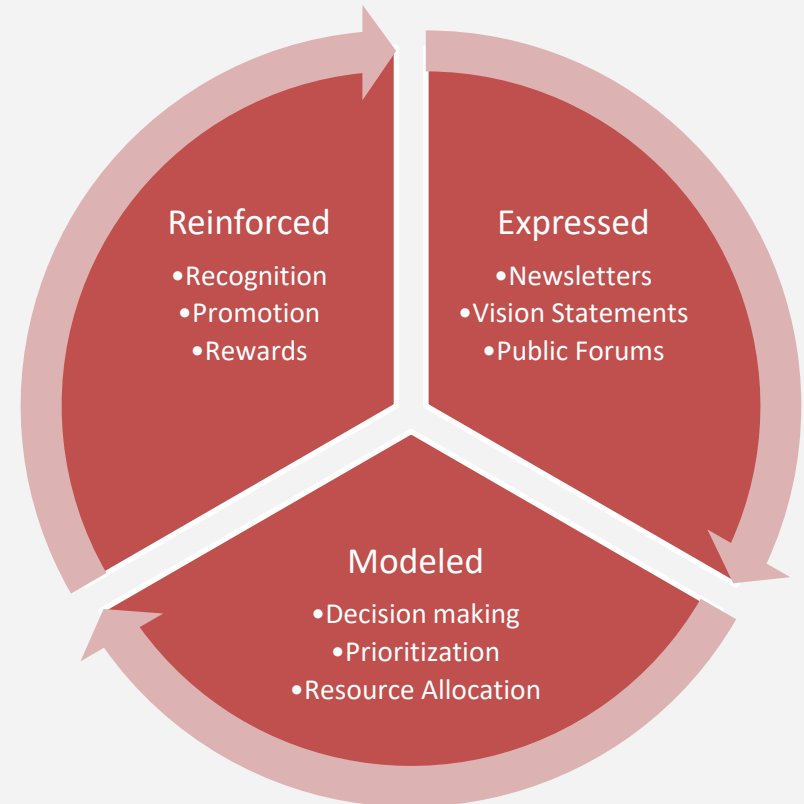 Reinforced
•Recognition
•Promotion
•Rewards
Expressed
•Newsletters
•Vision Statements
•Public Forums
Modeled
•Decision making
•Prioritization
•Resource Allocation